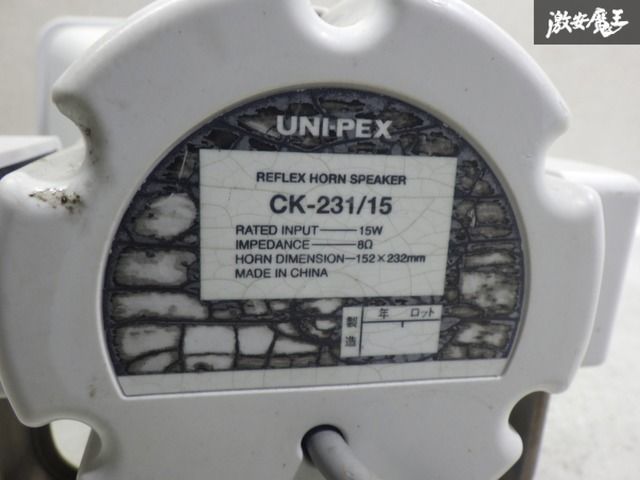 激安魔王
UNI-PEX
REFLEX HORN SPEAKER
CK-231/15
RATED INPUT—15W
IMPEDANCE—8Ω
HORN DIMENSION—152×232mm
MADE IN CHINA
製造 年 ロット